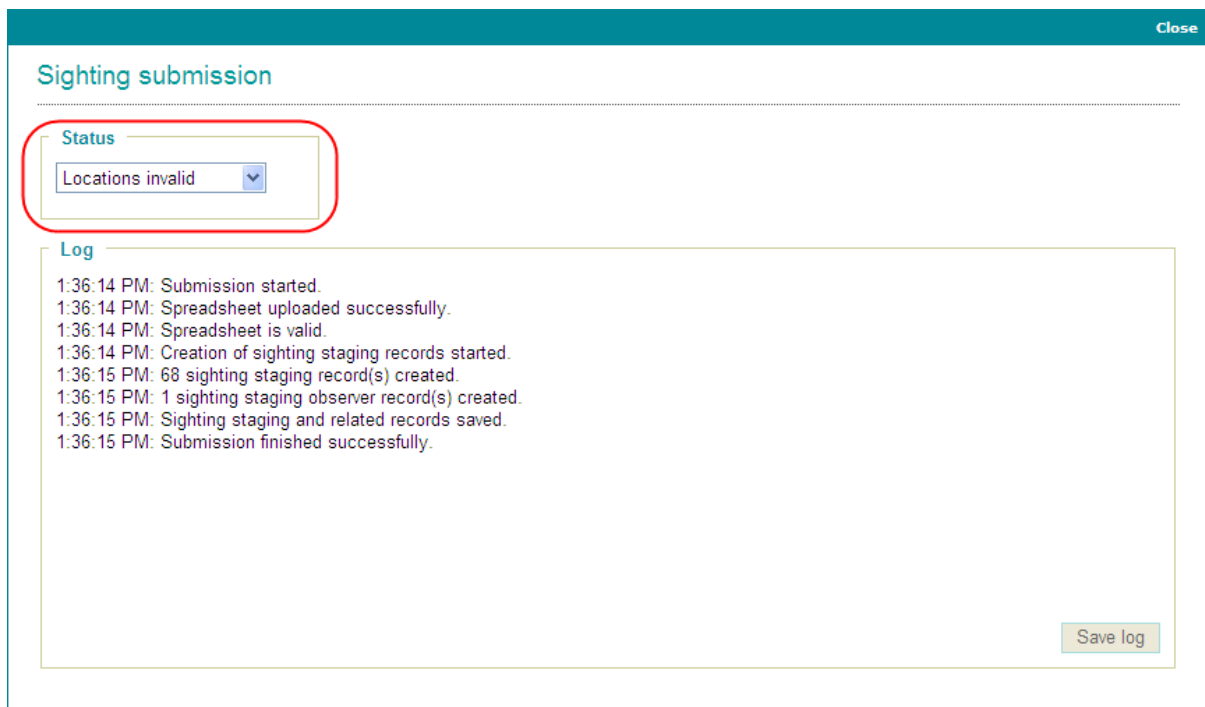 Close
Sighting submission
Status
Locations invalid
Log
1:36:14 PM: Submission started.
1:36:14 PM: Spreadsheet uploaded successfully.
1:36:14 PM: Spreadsheet is valid.
1:36:14 PM: Creation of sighting staging records started.
1:36:15 PM: 68 sighting staging record(s) created.
1:36:15 PM: 1 sighting staging observer record(s) created.
1:36:15 PM: Sighting staging and related records saved.
1:36:15 PM: Submission finished successfully.
Save log